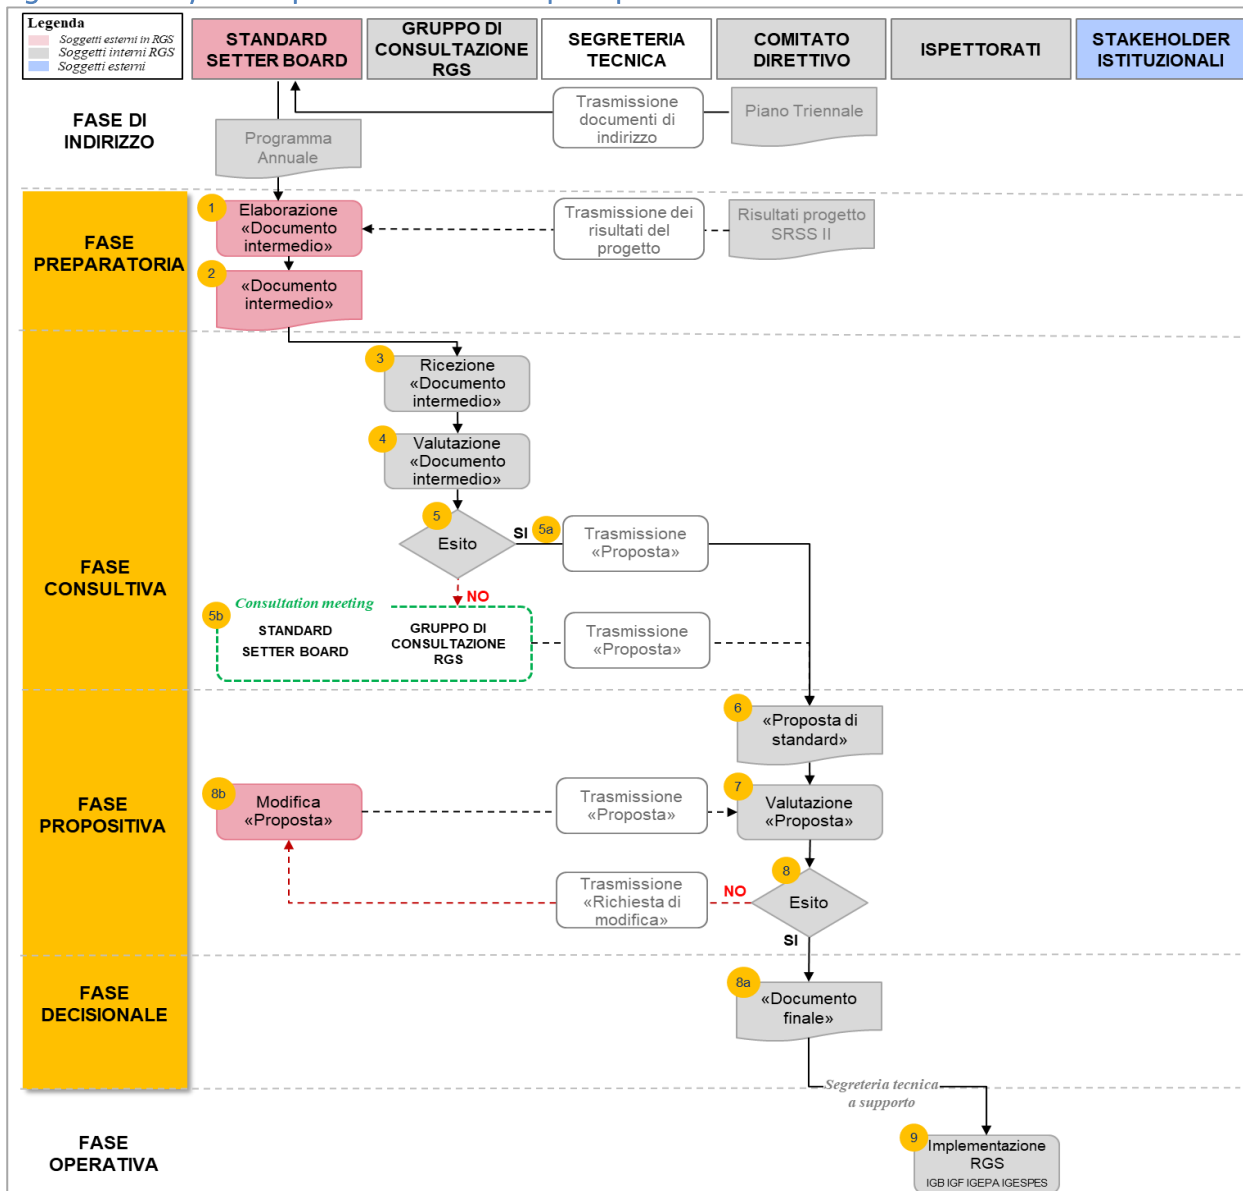 Legenda
Soggetti esterni in RGS
Soggetti interni RGS
Soggetti esterni
STANDARD
SETTER BOARD
GRUPPO DI
CONSULTAZIONE
RGS
SEGRETERIA
TECNICA
COMITATO
DIRETTIVO
ISPETTORATI
STAKEHOLDER
ISTITUZIONALI
FASE DI
INDIRIZZO
Trasmissione
documenti di
indirizzo
Piano Triennale
Programma
Annuale
FASE
PREPARATORIA
1
Elaborazione
«Documento
intermedio»
Trasmissione dei
risultati del
progetto
Risultati progetto
SRSS II
2
«Documento
intermedio»
FASE
CONSULTIVA
3
Ricezione
«Documento
intermedio»
4
Valutazione
«Documento
intermedio»
5
Esito
SI
5a
Trasmissione
«Proposta»
NO
5b
Consultation meeting
STANDARD
SETTER BOARD
GRUPPO DI
CONSULTAZIONE
RGS
Trasmissione
«Proposta»
FASE
PROPOSITIVA
6
«Proposta di
standard»
8b
Modifica
«Proposta»
Trasmissione
«Proposta»
7
Valutazione
«Proposta»
Trasmissione
«Richiesta di
modifica»
NO
8
Esito
SI
FASE
DECISIONALE
8a
«Documento
finale»
Segreteria tecnica
a supporto
FASE
OPERATIVA
9
Implementazione
RGS
IGB IGF IGEPA IGESPES